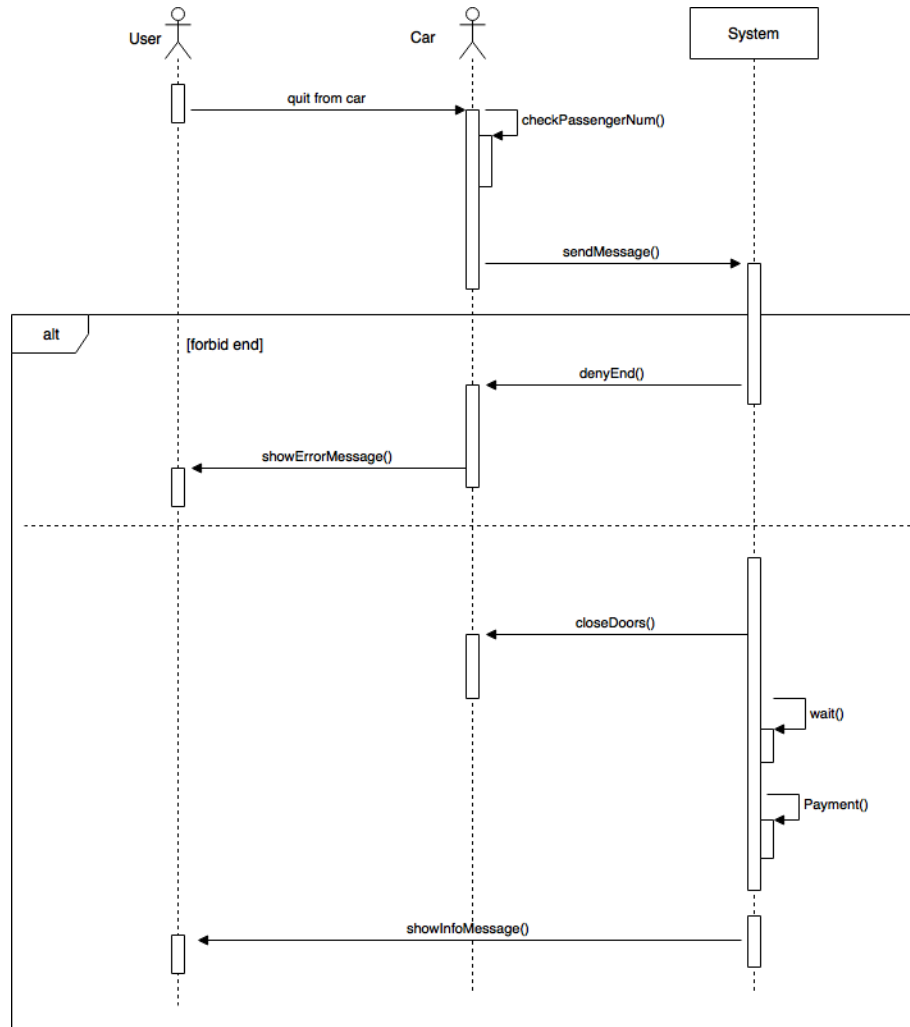 User
Car
System
quit from car
checkPassengerNum()
sendMessage()
alt
[forbid end]
denyEnd()
showErrorMessage()
closeDoors()
wait()
Payment()
showInfoMessage()